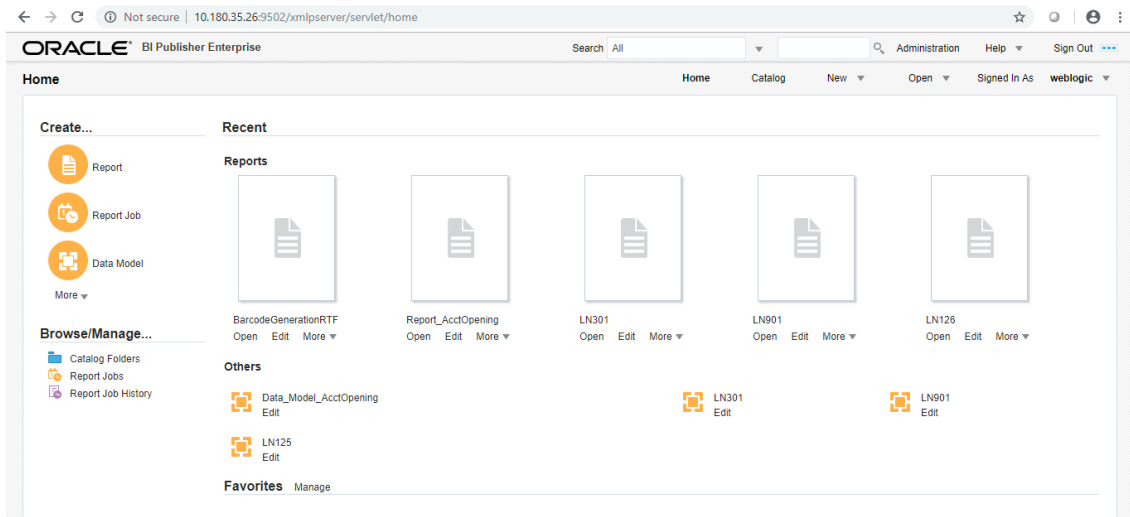 Not secure | 10.180.35.26:9502/xmlpserver/servlet/home
ORACLE BI Publisher Enterprise Search All Administration Help Sign Out
Home Home Catalog New Open Signed In As weblogic
Create...
Report
Report Job
Data Model
More
Browse/Manage...
Catalog Folders
Report Jobs
Report Job History
Recent
Reports
BarcodeGenerationRTF Report_AcctOpening LN301 LN901 LN126
Open Edit More Open Edit More Open Edit More Open Edit More Open Edit More
Others
Data_Model_AcctOpening LN301 LN901
Edit Edit Edit
LN125
Edit
Favorites Manage